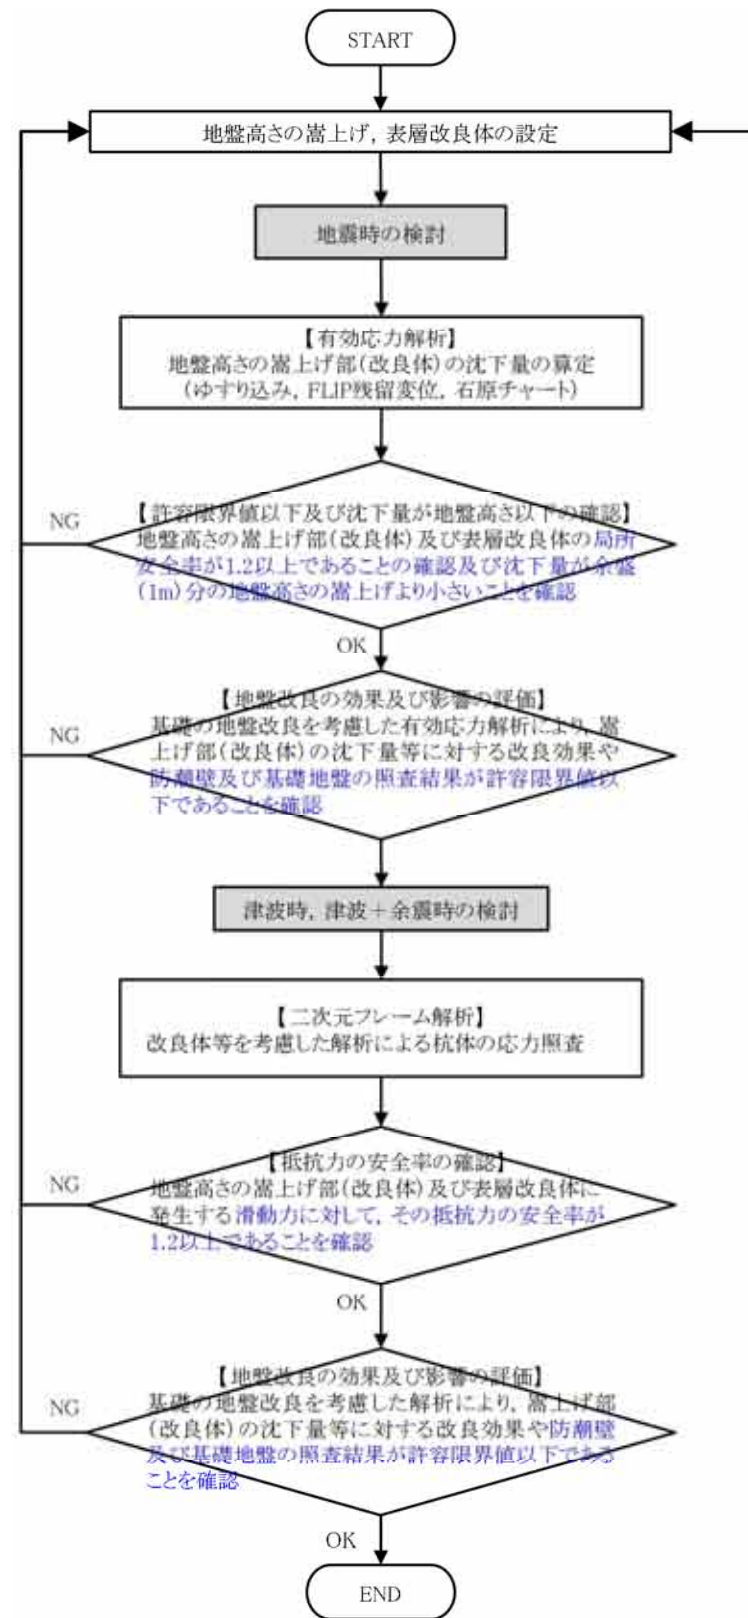 START
地盤高さの嵩上げ, 表層改良体の設定
地震時の検討
【有効応力解析】
地盤高さの嵩上げ部(改良体)の沈下量の算定
(ゆすり込み, FLIP残留変位, 石原チャート)
NG
【許容限界値以下及び沈下量が地盤高さ以下の確認】
地盤高さの嵩上げ部(改良体)及び表層改良体の局所
安全率が1.2以上であることの確認及び沈下量が余盛
(1m)分の地盤高さの嵩上げより小さいことを確認
OK
NG
【地盤改良の効果及び影響の評価】
基礎の地盤改良を考慮した有効応力解析により, 嵩
上げ部(改良体)の沈下量等に対する改良効果や
防潮壁及び基礎地盤の照査結果が許容限界値以
下であることを確認
津波時, 津波+余震時の検討
【二次元フレーム解析】
改良体等を考慮した解析による杭体の応力照査
NG
【抵抗力の安全率の確認】
地盤高さの嵩上げ部(改良体)及び表層改良体に
発生する滑動力に対して, その抵抗力の安全率が
1.2以上であることを確認
OK
NG
【地盤改良の効果及び影響の評価】
基礎の地盤改良を考慮した解析により, 嵩上げ部
(改良体)の沈下量等に対する改良効果や防潮壁
及び基礎地盤の照査結果が許容限界値以下である
ことを確認
OK
END